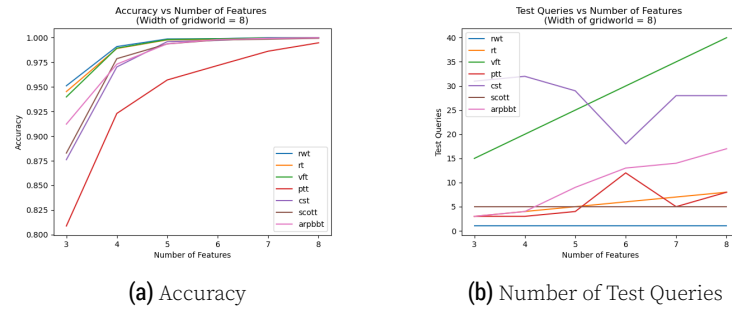 Accuracy vs Number of Features
(Width of gridworld = 8)
1.000
0.975
0.950
0.925
0.900
0.875
0.850
0.825
0.800
Accuracy
3 4 5 6 7 8
Number of Features
rwt
rt
vft
ptt
cst
scott
arpbbt
(a) Accuracy
Test Queries vs Number of Features
(Width of gridworld = 8)
40
35
30
25
20
15
10
5
0
Test Queries
3 4 5 6 7 8
Number of Features
rwt
rt
vft
ptt
cst
scott
arpbbt
(b) Number of Test Queries